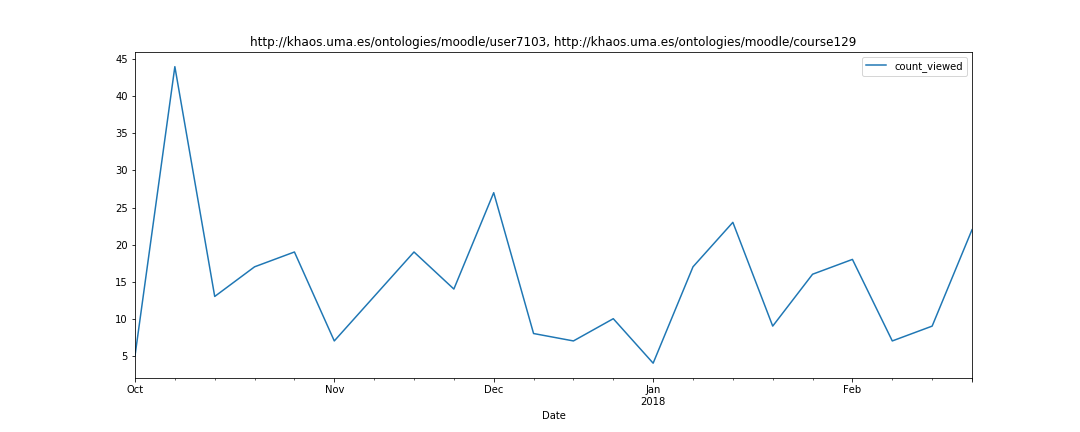 http://khaos.uma.es/ontologies/moodle/user7103, http://khaos.uma.es/ontologies/moodle/course129
count_viewed
45
40
35
30
25
20
15
10
5
Oct Nov Dec Jan Feb
2018
Date